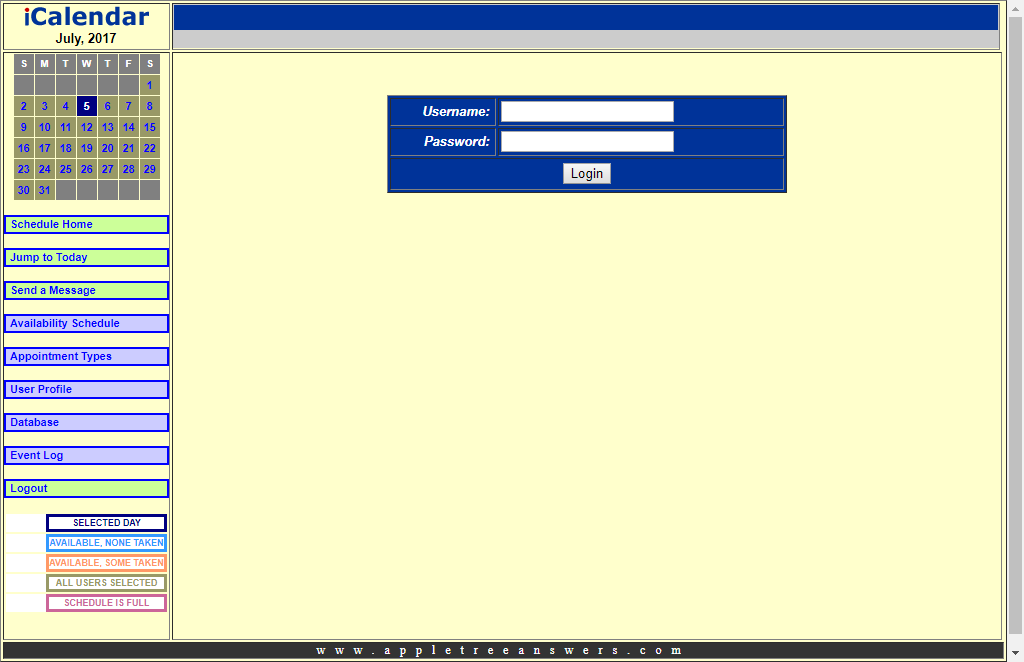 iCalendar
July, 2017
S M T W T F S
1
2 3 4 5 6 7 8
9 10 11 12 13 14 15
16 17 18 19 20 21 22
23 24 25 26 27 28 29
30 31
Schedule Home
Jump to Today
Send a Message
Availability Schedule
Appointment Types
User Profile
Database
Event Log
Logout
SELECTED DAY
AVAILABLE, NONE TAKEN
AVAILABLE, SOME TAKEN
ALL USERS SELECTED
SCHEDULE IS FULL
Username:
Password:
Login
www.appletreeanswers.com